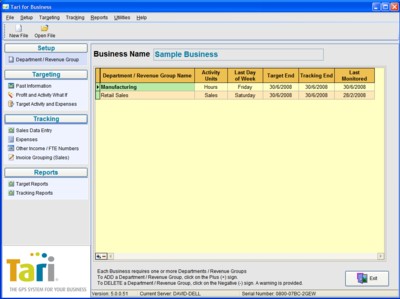 Tari for Business
File Setup Targeting Tracking Reports Utilities Help
New File Open File
Setup
Department / Revenue Group
Targeting
Past Information
Profit and Activity What If
Target Activity and Expenses
Tracking
Sales Data Entry
Expenses
Other Income / FTE Numbers
Invoice Grouping (Sales)
Reports
Target Reports
Tracking Reports
Tari
THE GPS SYSTEM FOR YOUR BUSINESS
Business Name Sample Business
Department / Revenue Group Name Activity Units Last Day of Week Target End Tracking End Last Monitored
Manufacturing Hours Friday 30/6/2008 30/6/2008 30/6/2008
Retail Sales Sales Saturday 30/6/2008 30/6/2008 28/2/2008
Each Business requires one or more Departments / Revenue Groups
To ADD a Department / Revenue Group, click on the Plus (+) sign.
To DELETE a Department / Revenue Group, click on the Negative (-) sign. A warning is provided.
Exit
Version: 5.0.0.51 Current Server: DAVID-DELL Serial Number: 0800-07BC-2GEW